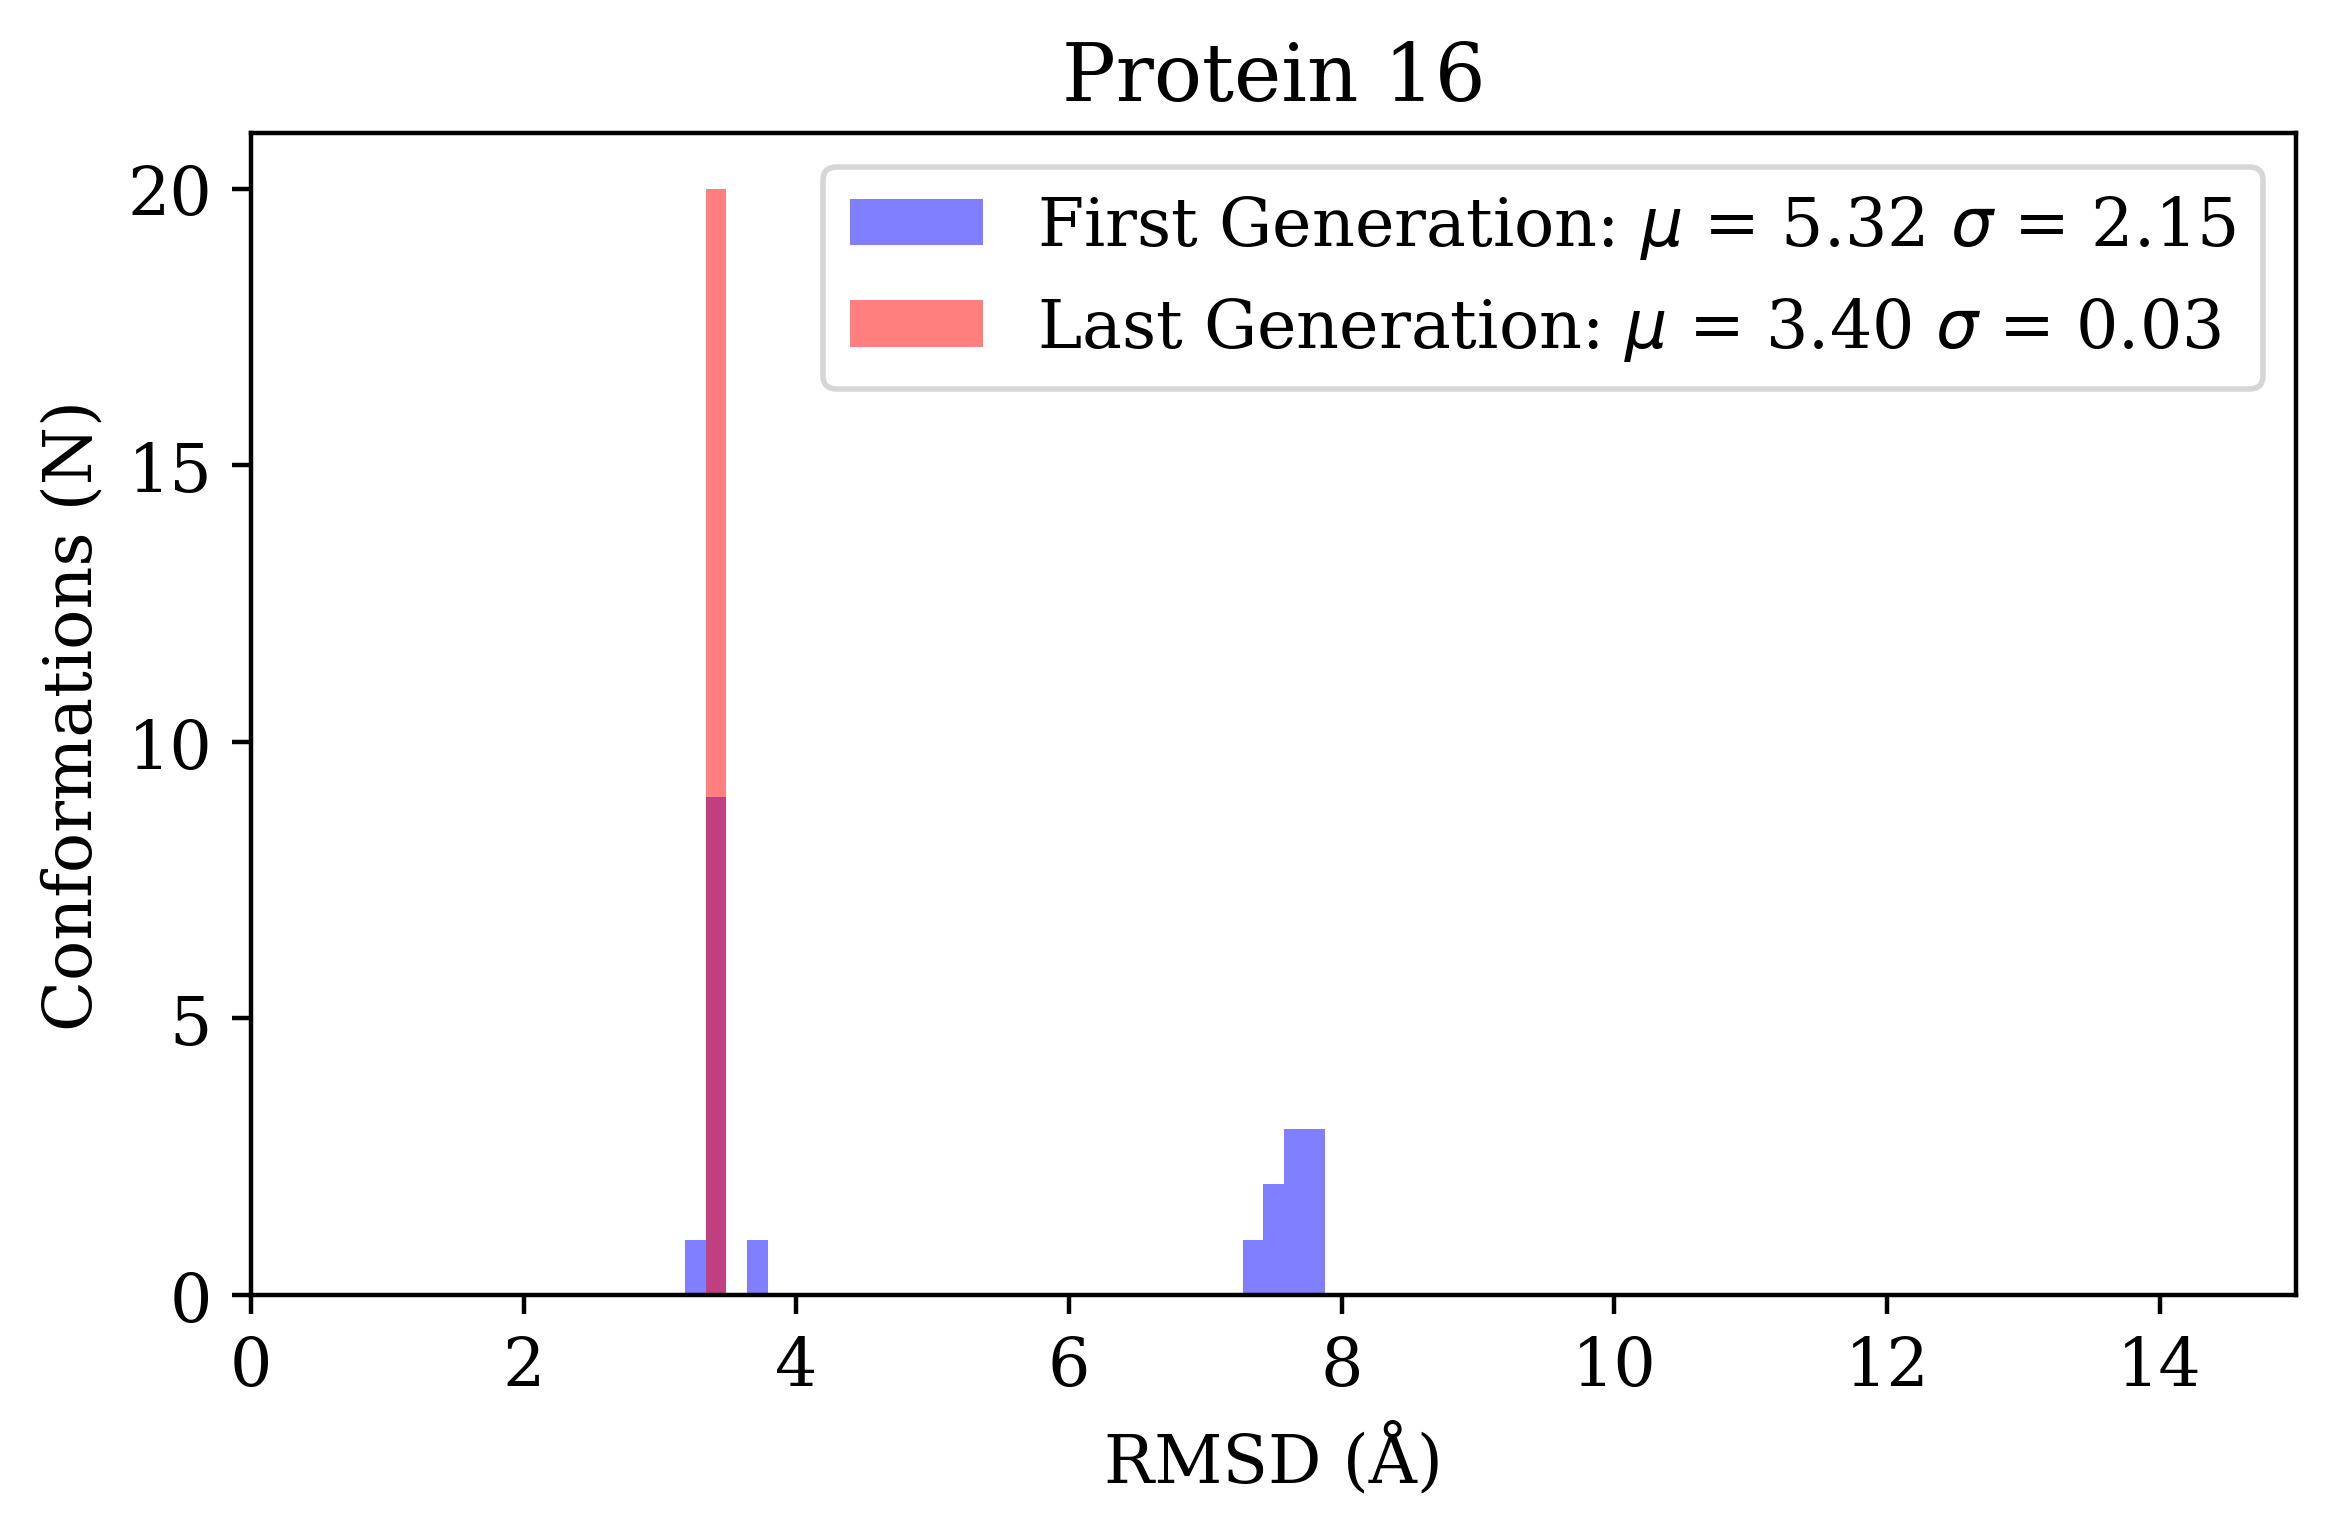 Protein 16
First Generation: μ = 5.32 σ = 2.15
Last Generation: μ = 3.40 σ = 0.03
Conformations (N)
20
15
10
5
0
0 2 4 6 8 10 12 14
RMSD (Å)